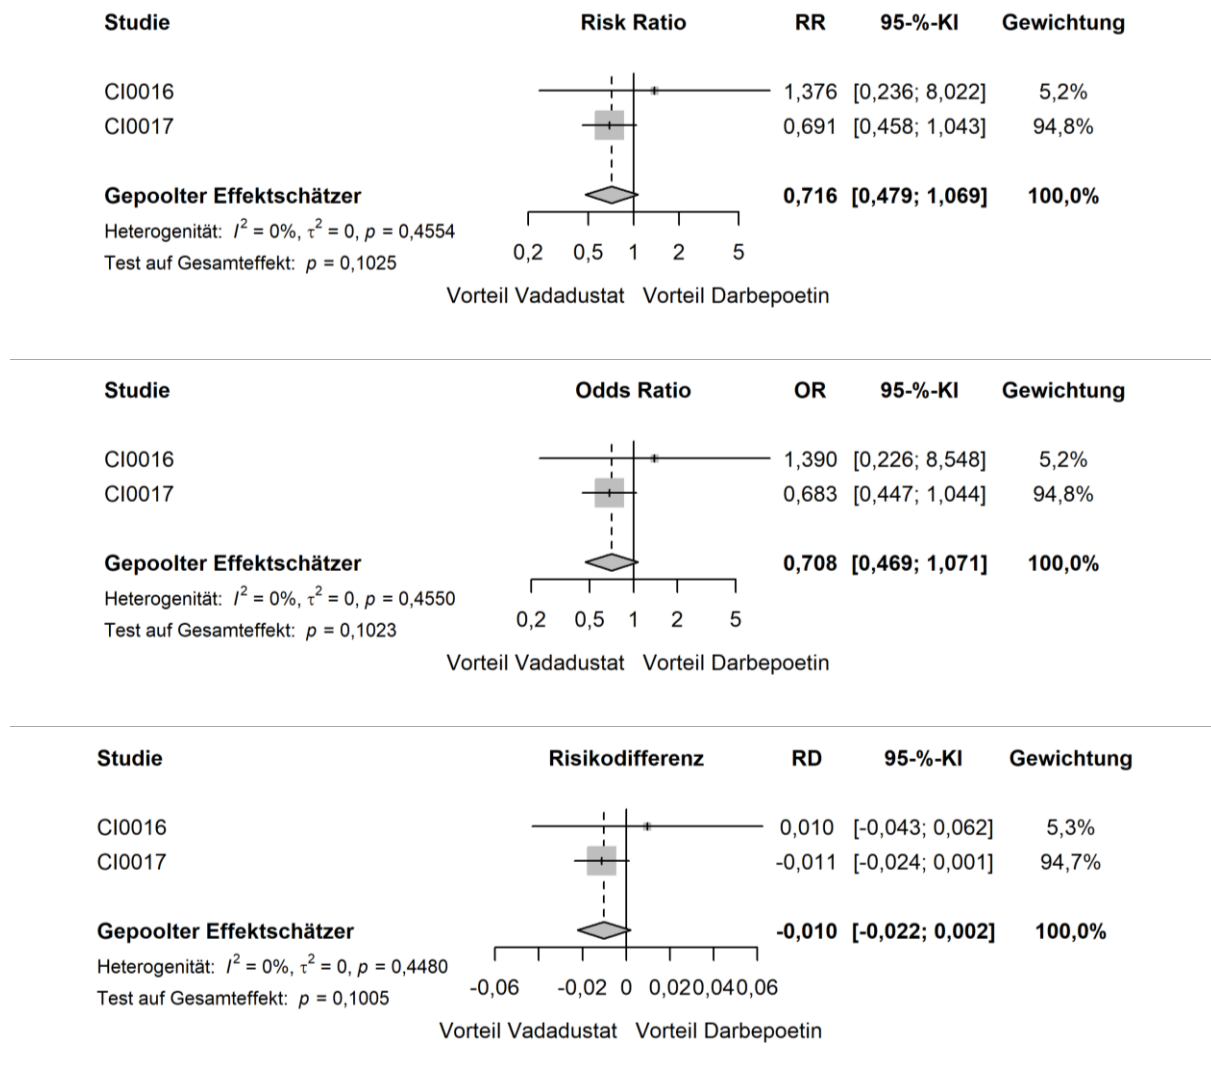 Studie Risk Ratio RR 95-%-KI Gewichtung
CI0016 1,376 [0,236; 8,022] 5,2%
CI0017 0,691 [0,458; 1,043] 94,8%
Gepoolter Effektschätzer 0,716 [0,479; 1,069] 100,0%
Heterogenität: I² = 0%, τ² = 0, p = 0,4554
Test auf Gesamteffekt: p = 0,1025
0,2 0,5 1 2 5
Vorteil Vadadustat Vorteil Darbepoetin
Studie Odds Ratio OR 95-%-KI Gewichtung
CI0016 1,390 [0,226; 8,548] 5,2%
CI0017 0,683 [0,447; 1,044] 94,8%
Gepoolter Effektschätzer 0,708 [0,469; 1,071] 100,0%
Heterogenität: I² = 0%, τ² = 0, p = 0,4550
Test auf Gesamteffekt: p = 0,1023
0,2 0,5 1 2 5
Vorteil Vadadustat Vorteil Darbepoetin
Studie Risikodifferenz RD 95-%-KI Gewichtung
CI0016 0,010 [-0,043; 0,062] 5,3%
CI0017 -0,011 [-0,024; 0,001] 94,7%
Gepoolter Effektschätzer -0,010 [-0,022; 0,002] 100,0%
Heterogenität: I² = 0%, τ² = 0, p = 0,4480
Test auf Gesamteffekt: p = 0,1005
-0,06 -0,02 0 0,02 0,04 0,06
Vorteil Vadadustat Vorteil Darbepoetin